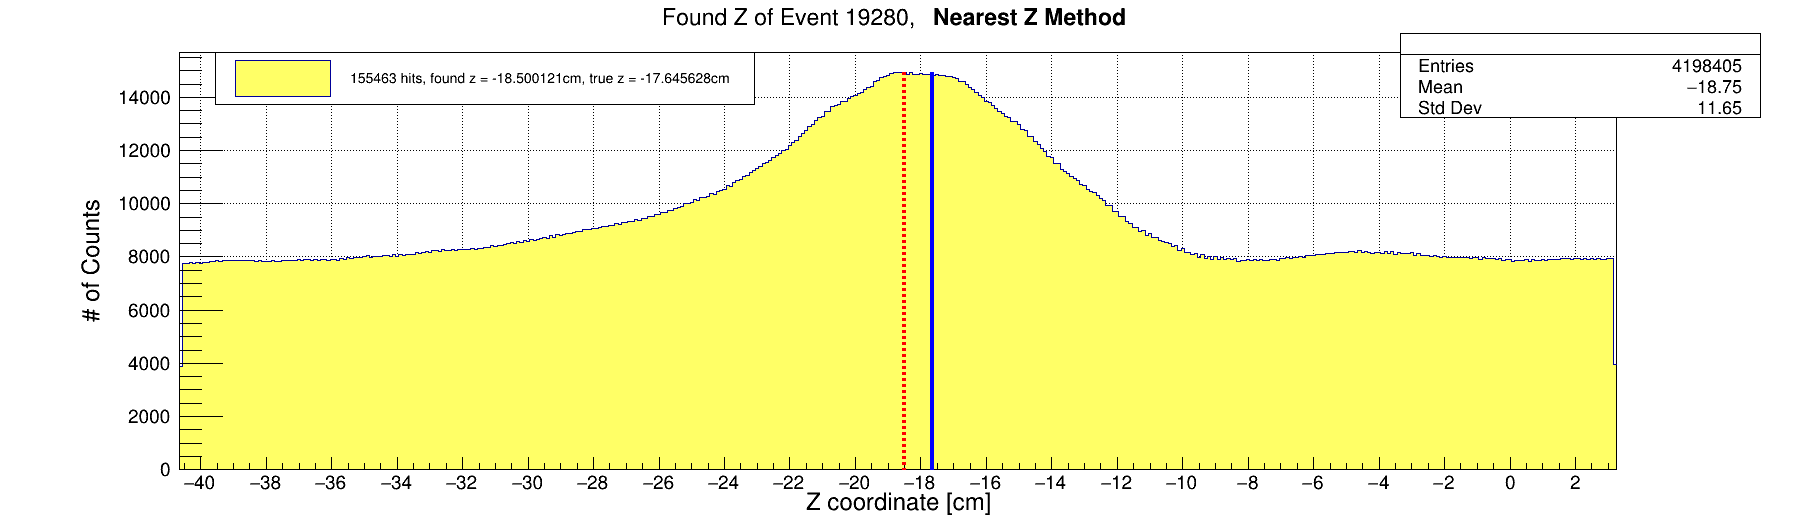 Found Z of Event 19280, Nearest Z Method
155463 hits, found z = -18.500121cm, true z = -17.645628cm
Entries 4198405
Mean −18.75
Std Dev 11.65
# of Counts
14000
12000
10000
8000
6000
4000
2000
0
−40 −38 −36 −34 −32 −30 −28 −26 −24 −22 −20 −18 −16 −14 −12 −10 −8 −6 −4 −2 0 2
Z coordinate [cm]